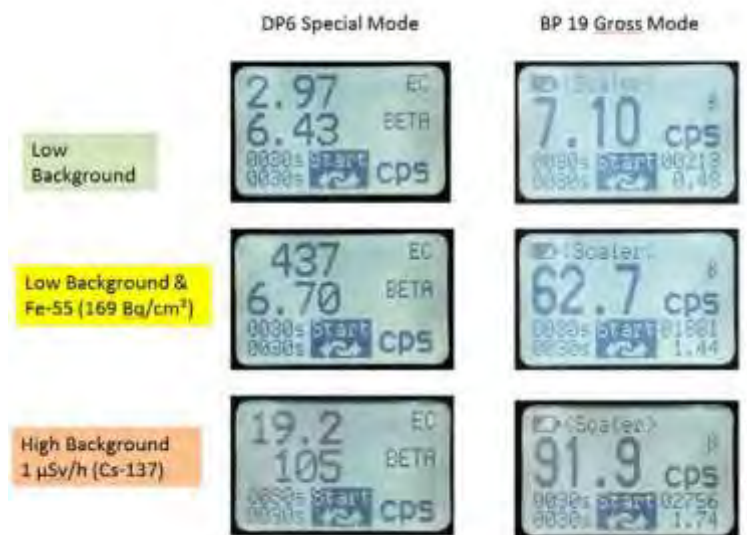 DP6 Special Mode
BP 19 Gross Mode
Low
Background
2.97 EC
6.43 BETA
0030s Start
0030s CPS
<Scaler>
7.10 β CPS
0030s Start 00213
0030s 0.48
Low Background &
Fe-55 (169 Bq/cm²)
437 EC
6.70 BETA
0030s Start
0030s CPS
<Scaler>
62.7 β CPS
0030s Start 01881
0030s 1.44
High Background
1 µSv/h (Cs-137)
19.2 EC
105 BETA
0030s Start
0030s CPS
<Scaler>
91.9 β CPS
0030s Start 02756
0030s 1.74